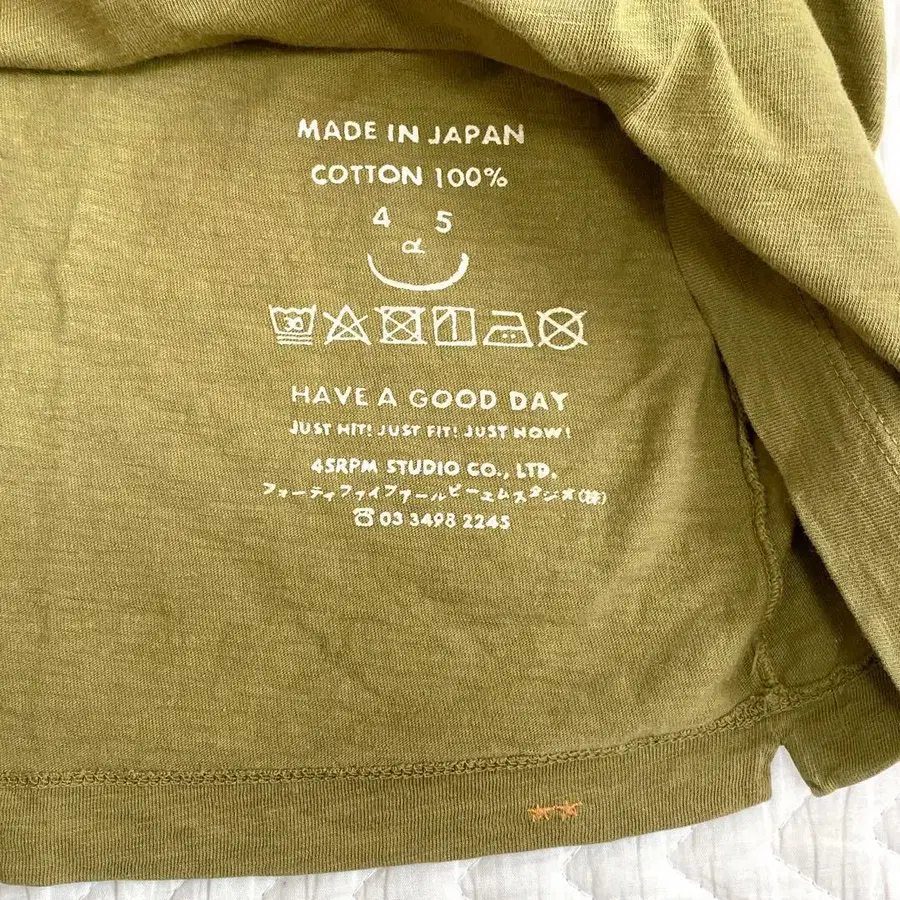 MADE IN JAPAN
COTTON 100%
4 5
R
30
HAVE A GOOD DAY
JUST HIT! JUST FIT! JUST NOW!
45RPM STUDIO CO., LTD.
フォーティファイブアールピーエムスタジオ(株)
☎ 03 3498 2245